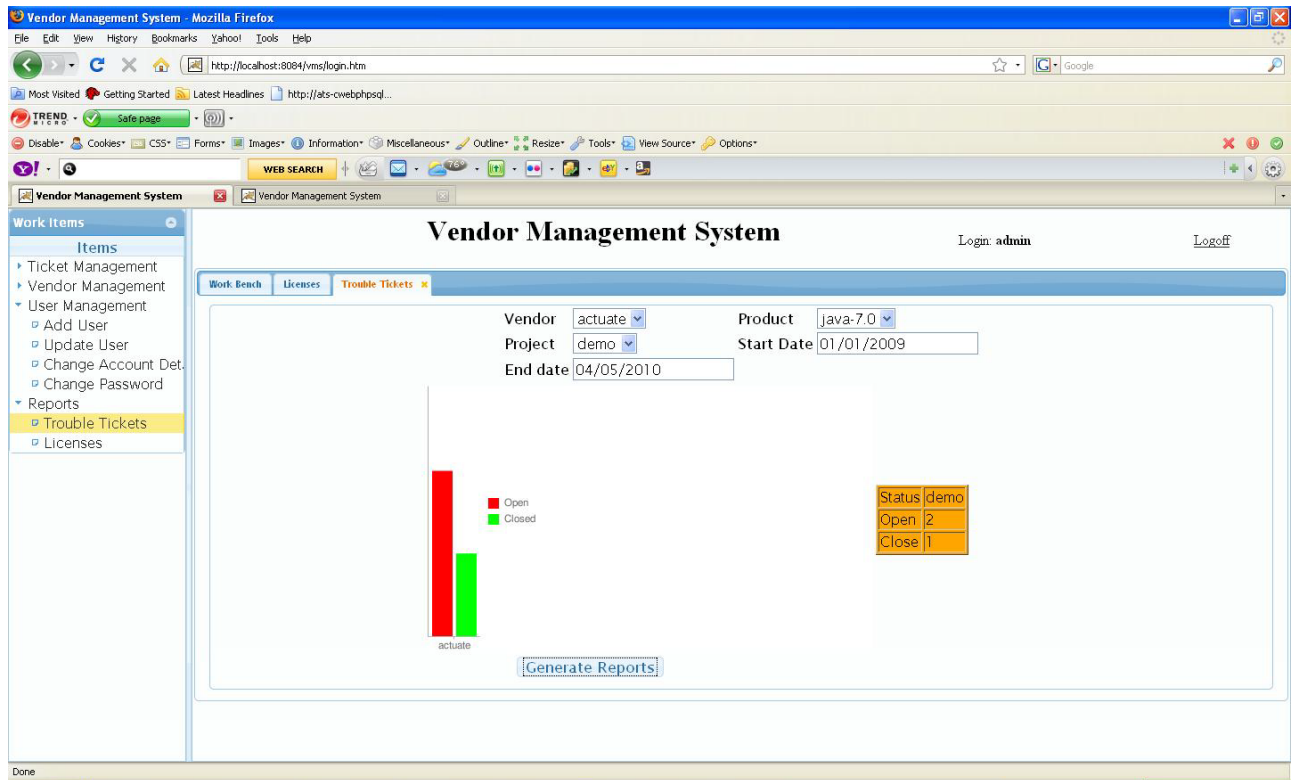 Vendor Management System - Mozilla Firefox
File Edit View History Bookmarks Yahoo! Tools Help
http://localhost:8084/vms/login.htm
G Google
Most Visited Getting Started Latest Headlines http://ats-cwebphpsql...
TREND MICRO Safe page
Disable Cookies CSS Forms Images Information Miscellaneous Outline Resize Tools View Source Options
Y! WEB SEARCH 76°
Vendor Management System Vendor Management System
Work Items
Items
Ticket Management
Vendor Management
User Management
Add User
Update User
Change Account Det.
Change Password
Reports
Trouble Tickets
Licenses
Vendor Management System
Login: admin
Logoff
Work Bench Licenses Trouble Tickets
Vendor actuate Product java-7.0
Project demo Start Date 01/01/2009
End date 04/05/2010
Open
Closed
actuate
Status demo
Open 2
Close 1
Generate Reports
Done